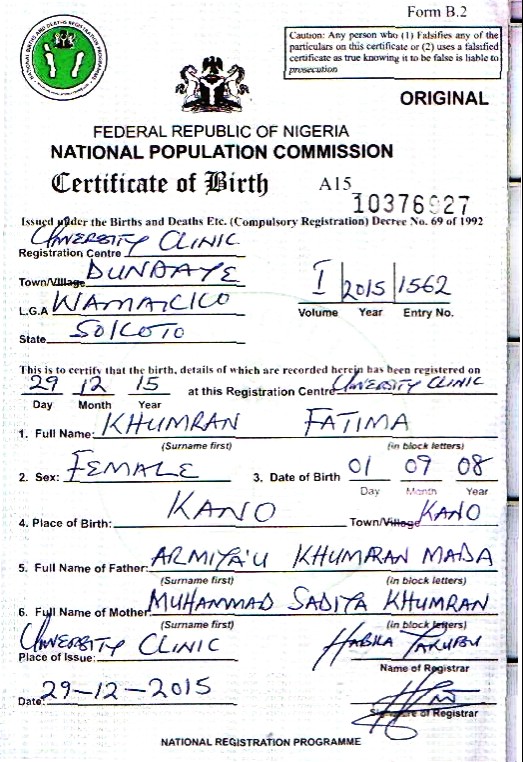 Form B.2
Caution: Any person who (1) Falsifies any of the
particulars on this certificate or (2) uses a falsified
certificate as true knowing it to be false is liable to
prosecution
ORIGINAL
FEDERAL REPUBLIC OF NIGERIA
NATIONAL POPULATION COMMISSION
Certificate of Birth A15 10376927
Issued under the Births and Deaths Etc. (Compulsory Registration) Decree No. 69 of 1992
Registration Centre UNIVERSITY CLINIC
Town/Village DUNDAYE
L.G.A WAMAKKO
State SOKOTO
I 2015 1562
Volume Year Entry No.
This is to certify that the birth, details of which are recorded herein has been registered on
29 12 15 at this Registration Centre UNIVERSITY CLINIC
Day Month Year
1. Full Name: KHUMRAN FATIMA
(Surname first) (in block letters)
2. Sex: FEMALE 3. Date of Birth 01 09 08
Day Month Year
4. Place of Birth: KANO Town/Village KANO
5. Full Name of Father: ARMIYA'U KHUMRAN MADA
(Surname first) (in block letters)
6. Full Name of Mother: MUHAMMAD SADIYA KHUMRAN
(Surname first) (in block letters)
UNIVERSITY CLINIC HABILA YAKUBU
Place of Issue: Name of Registrar
Date: 29-12-2015
Signature of Registrar
NATIONAL REGISTRATION PROGRAMME